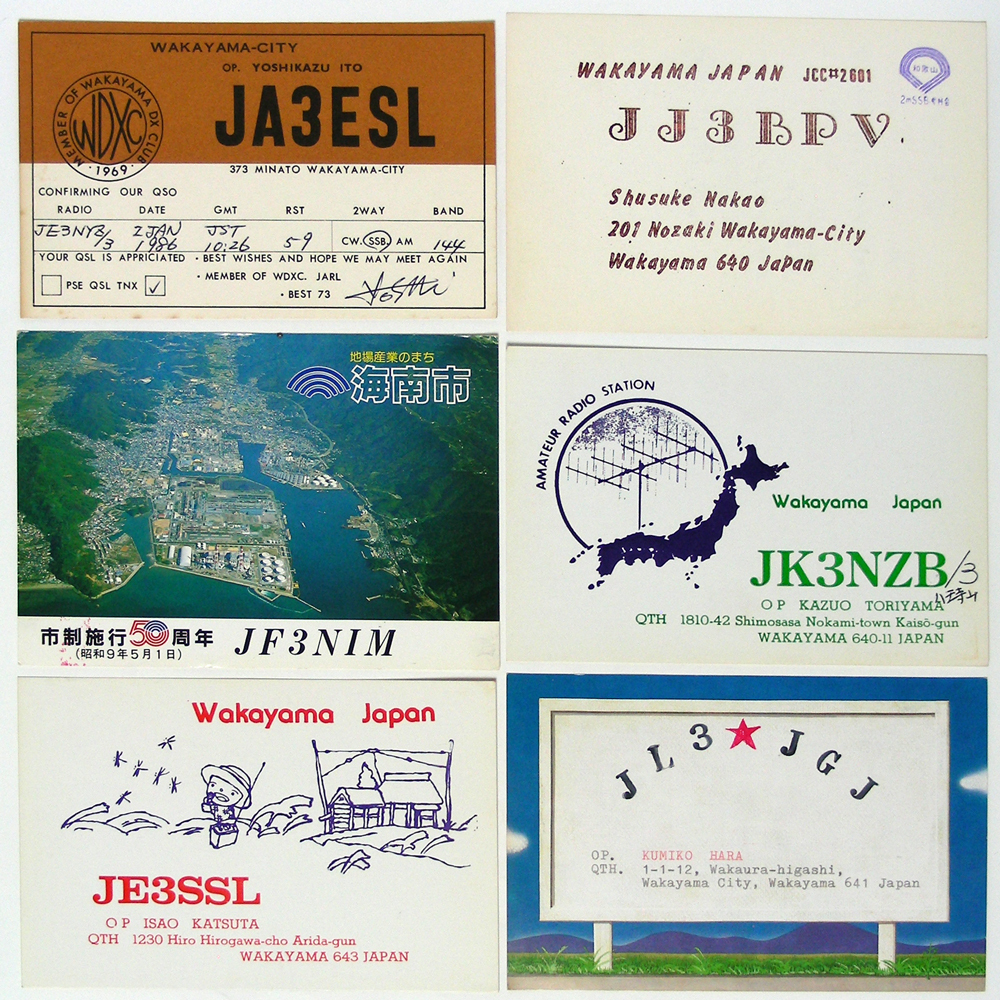 WAKAYAMA-CITY
OP. YOSHIKAZU ITO
JA3ESL
MEMBER OF WAKAYAMA DX CLUB
WDXC
· 1969 ·
373 MINATO WAKAYAMA-CITY
CONFIRMING OUR QSO
RADIO DATE GMT RST 2WAY BAND
JE3NYB/3 2 JAN 1986 JST 10:26 59 CW. SSB. AM 144
YOUR QSL IS APPRICIATED · BEST WISHES AND HOPE WE MAY MEET AGAIN
· MEMBER OF WDXC. JARL
PSE QSL TNX ✓
· BEST 73
WAKAYAMA JAPAN JCC#2601
和歌山
2mSSB
JJ3BPV.
Shusuke Nakao
201 Nozaki Wakayama-City
Wakayama 640 JaPan
地場産業のまち
海南市
市制施行50周年
(昭和9年5月1日)
JF3NIM
AMATEUR RADIO STATION
Wakayama Japan
JK3NZB/3
OP KAZUO TORIYAMA
QTH 1810-42 Shimosasa Nokami-town Kaisō-gun
WAKAYAMA 640-11 JAPAN
Wakayama Japan
JE3SSL
OP ISAO KATSUTA
QTH 1230 Hiro Hirogawa-cho Arida-gun
WAKAYAMA 643 JAPAN
JL3★JGJ
OP. KUMIKO HARA
QTH. 1-1-12, Wakaura-higashi,
Wakayama City, Wakayama 641 Japan